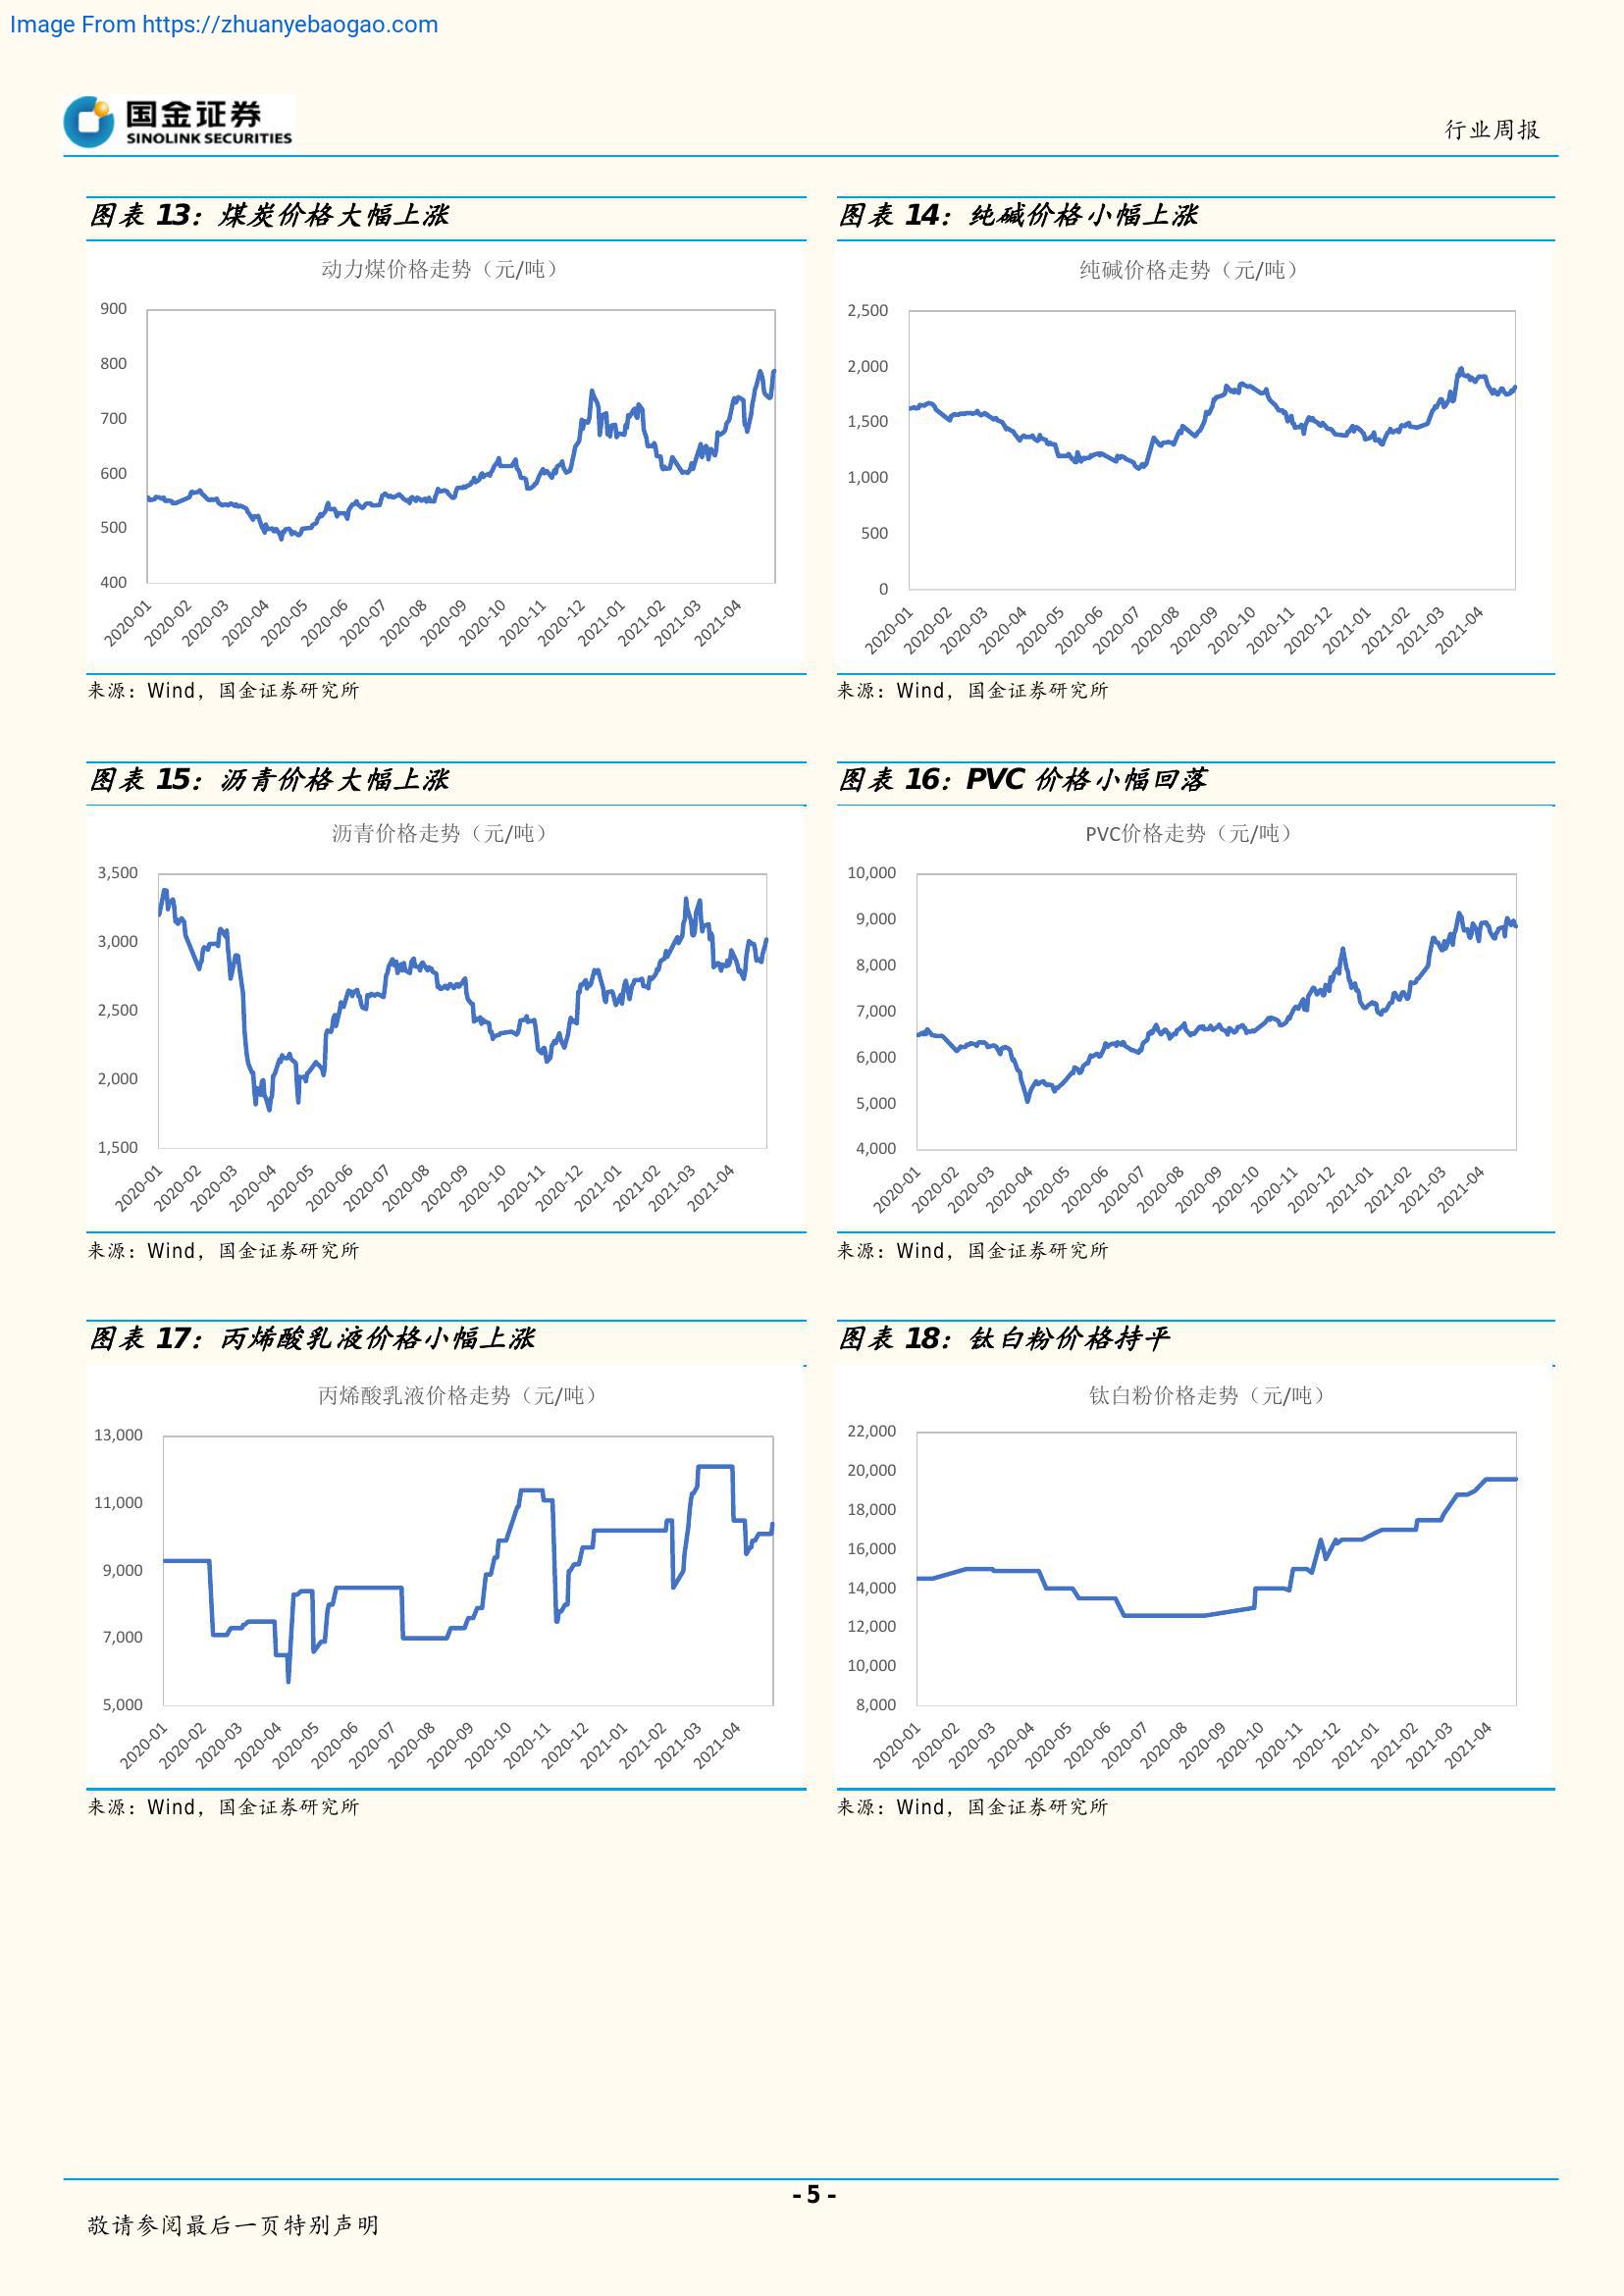 Image From https://zhuanyebaogao.com
国金证券
SINOLINK SECURITIES
行业周报
图表 13：煤炭价格大幅上涨
动力煤价格走势（元/吨）
900
800
700
600
500
400
2020-01 2020-02 2020-03 2020-04 2020-05 2020-06 2020-07 2020-08 2020-09 2020-10 2020-11 2020-12 2021-01 2021-02 2021-03 2021-04
来源：Wind，国金证券研究所
图表 14：纯碱价格小幅上涨
纯碱价格走势（元/吨）
2,500
2,000
1,500
1,000
500
0
2020-01 2020-02 2020-03 2020-04 2020-05 2020-06 2020-07 2020-08 2020-09 2020-10 2020-11 2020-12 2021-01 2021-02 2021-03 2021-04
来源：Wind，国金证券研究所
图表 15：沥青价格大幅上涨
沥青价格走势（元/吨）
3,500
3,000
2,500
2,000
1,500
2020-01 2020-02 2020-03 2020-04 2020-05 2020-06 2020-07 2020-08 2020-09 2020-10 2020-11 2020-12 2021-01 2021-02 2021-03 2021-04
来源：Wind，国金证券研究所
图表 16：PVC 价格小幅回落
PVC价格走势（元/吨）
10,000
9,000
8,000
7,000
6,000
5,000
4,000
2020-01 2020-02 2020-03 2020-04 2020-05 2020-06 2020-07 2020-08 2020-09 2020-10 2020-11 2020-12 2021-01 2021-02 2021-03 2021-04
来源：Wind，国金证券研究所
图表 17：丙烯酸乳液价格小幅上涨
丙烯酸乳液价格走势（元/吨）
13,000
11,000
9,000
7,000
5,000
2020-01 2020-02 2020-03 2020-04 2020-05 2020-06 2020-07 2020-08 2020-09 2020-10 2020-11 2020-12 2021-01 2021-02 2021-03 2021-04
来源：Wind，国金证券研究所
图表 18：钛白粉价格持平
钛白粉价格走势（元/吨）
22,000
20,000
18,000
16,000
14,000
12,000
10,000
8,000
2020-01 2020-02 2020-03 2020-04 2020-05 2020-06 2020-07 2020-08 2020-09 2020-10 2020-11 2020-12 2021-01 2021-02 2021-03 2021-04
来源：Wind，国金证券研究所
- 5 -
敬请参阅最后一页特别声明